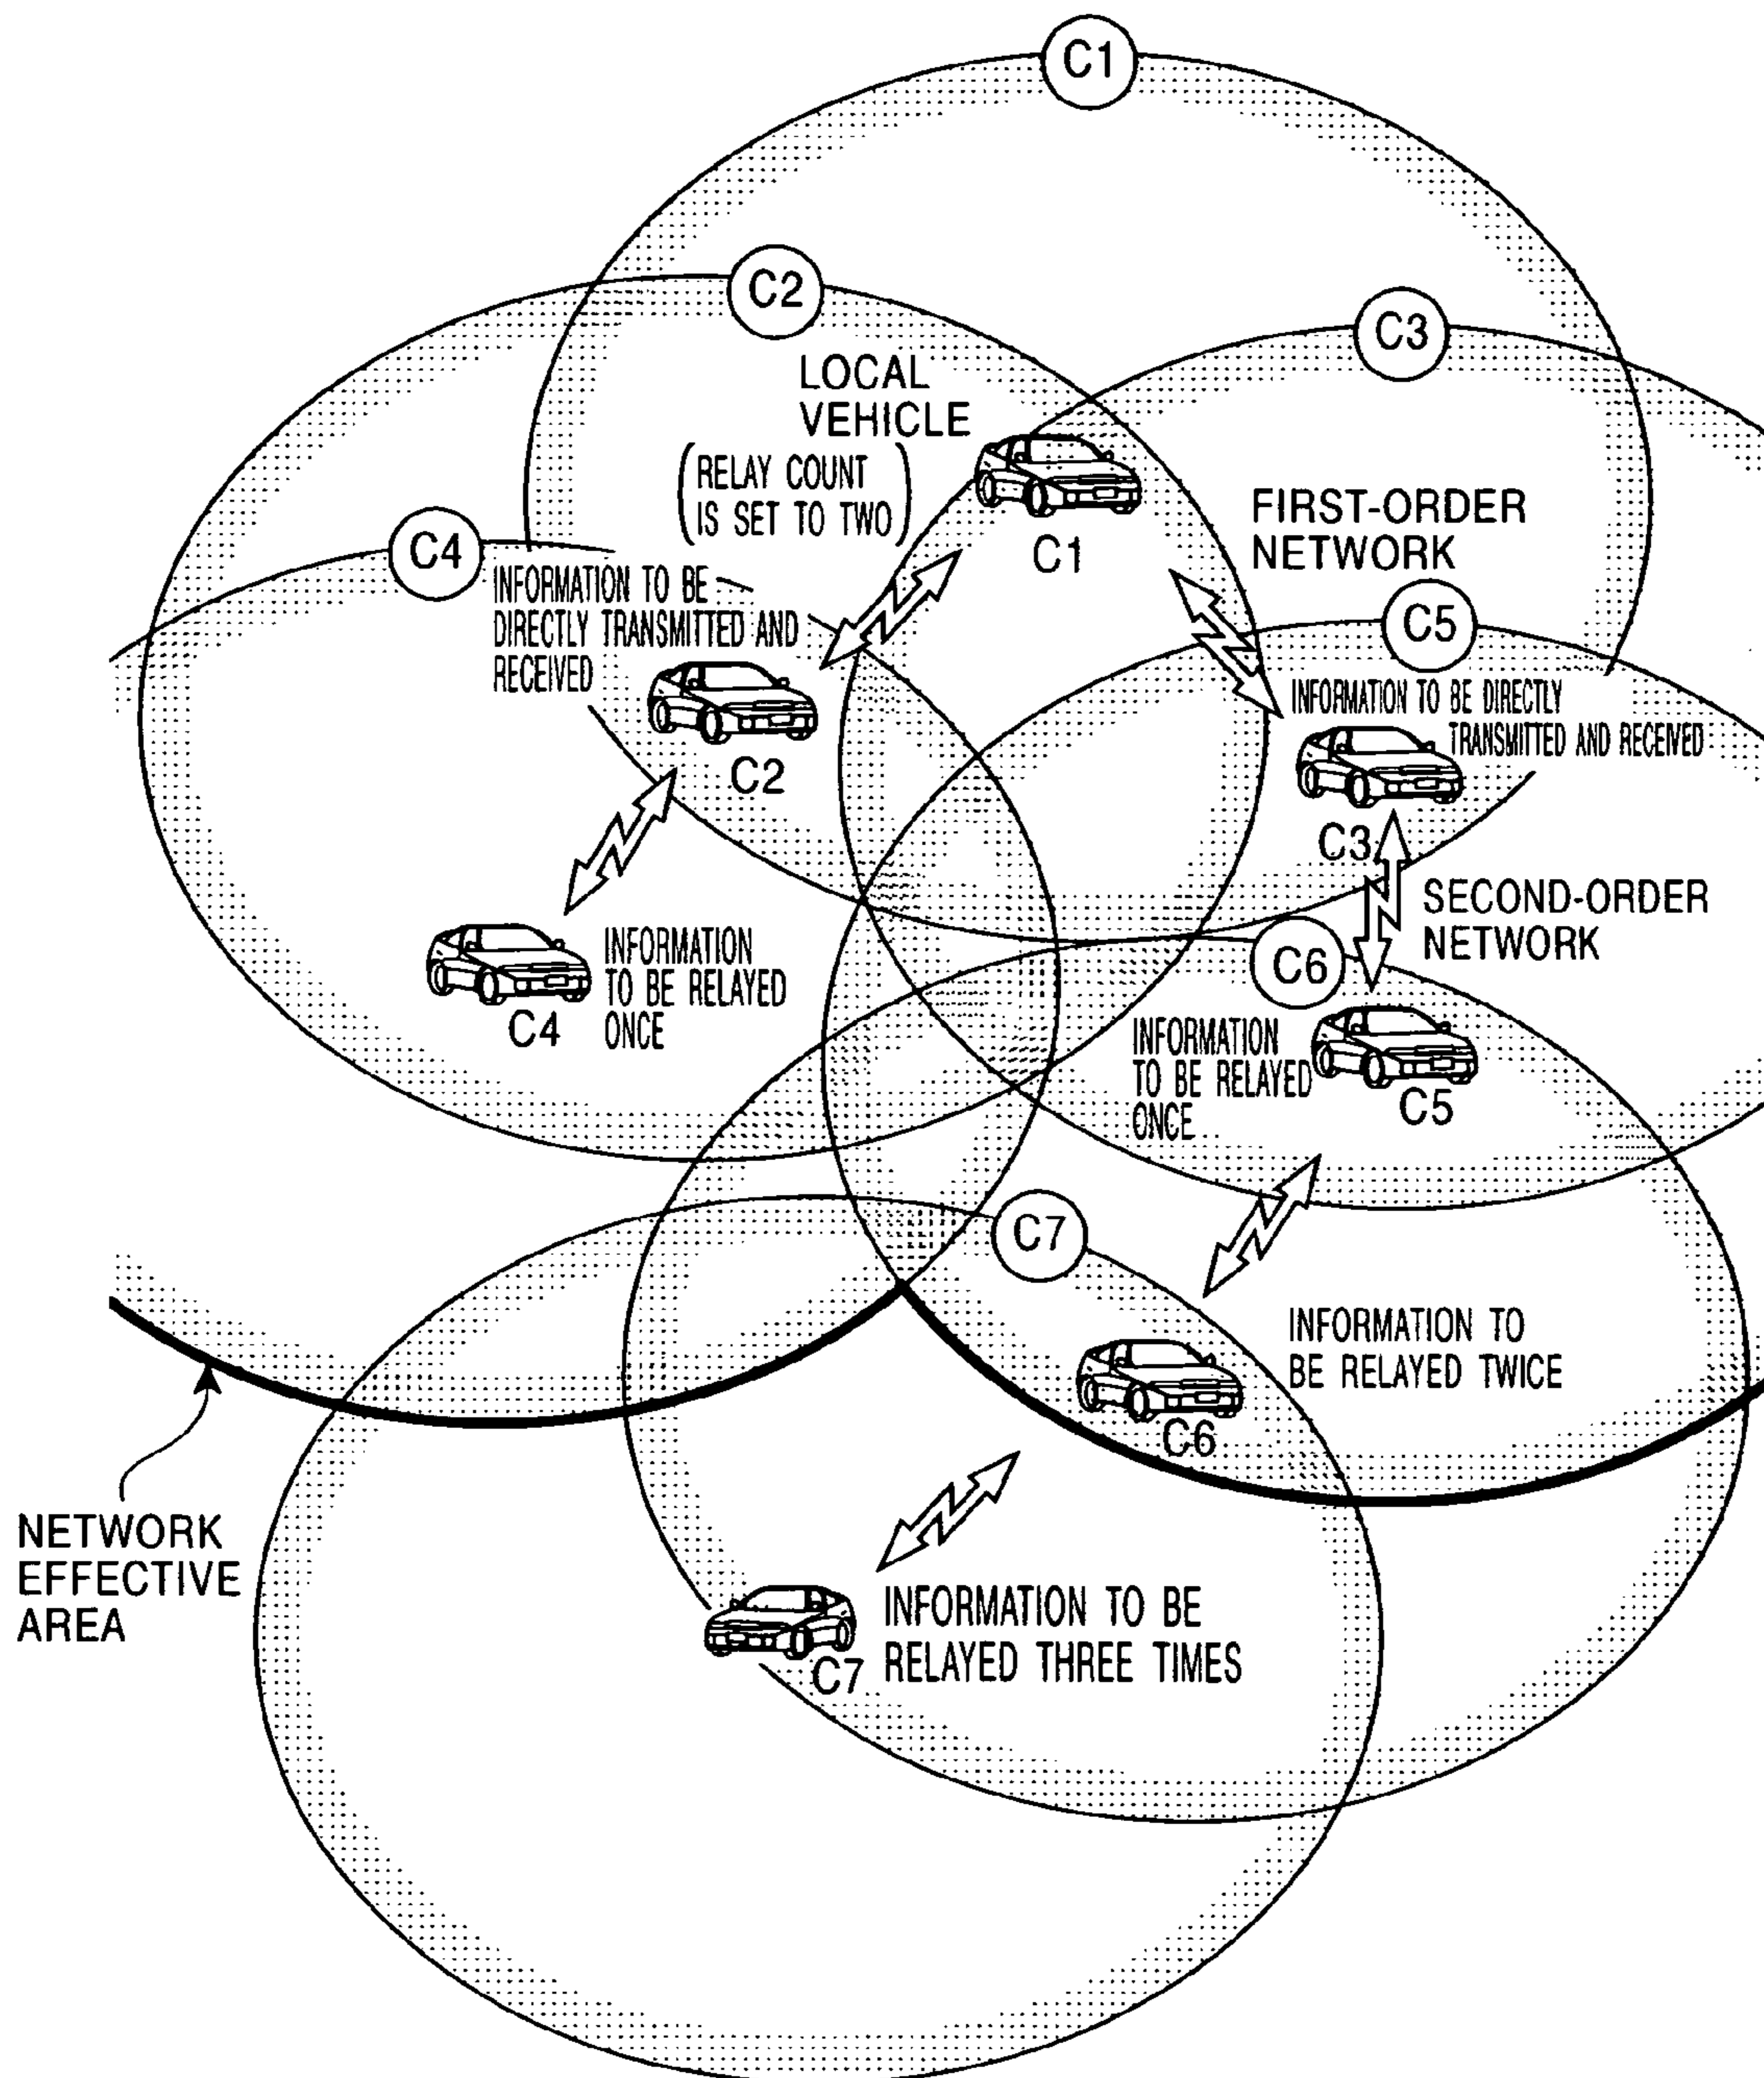 C1
C2
C3
LOCAL
VEHICLE
(RELAY COUNT
IS SET TO TWO)
C1
FIRST-ORDER
NETWORK
C4
INFORMATION TO BE
DIRECTLY TRANSMITTED AND
RECEIVED
C2
C5
INFORMATION TO BE DIRECTLY
TRANSMITTED AND RECEIVED
C3
SECOND-ORDER
NETWORK
INFORMATION
TO BE RELAYED
ONCE
C4
C6
INFORMATION
TO BE RELAYED
ONCE
C5
C7
INFORMATION TO
BE RELAYED TWICE
C6
NETWORK
EFFECTIVE
AREA
INFORMATION TO BE
RELAYED THREE TIMES
C7